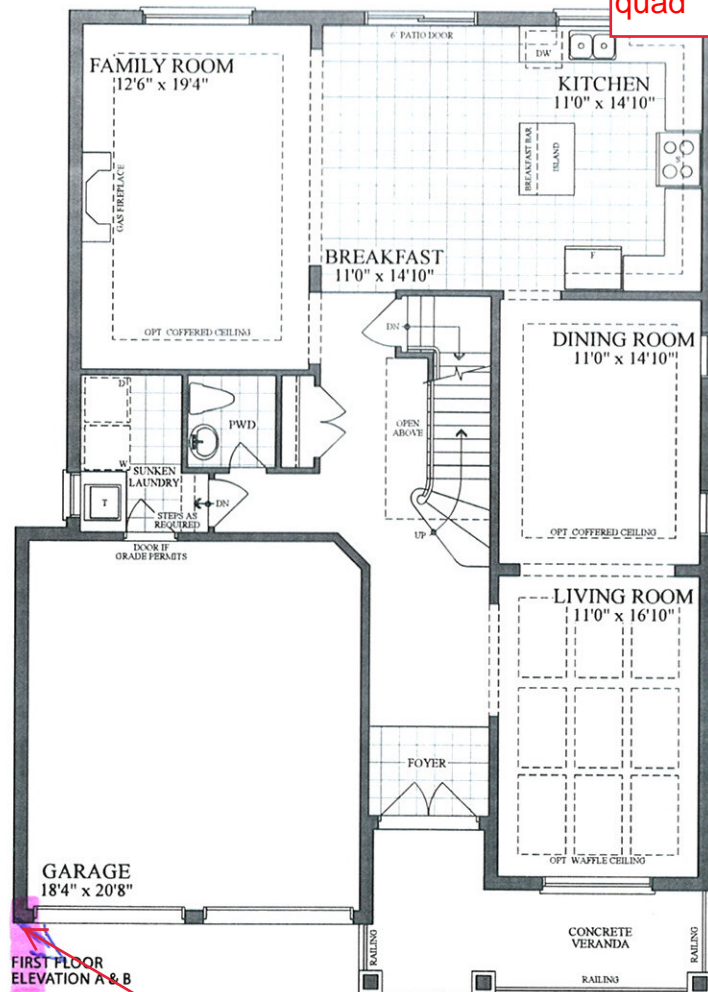 quad
6' PATIO DOOR
FAMILY ROOM
12'6" x 19'4"
DW
KITCHEN
11'0" x 14'10"
GAS FIREPLACE
BREAKFAST BAR
ISLAND
S
BREAKFAST
11'0" x 14'10"
F
OPT COFFERED CEILING
DN
DINING ROOM
11'0" x 14'10"
D
PWD
OPEN
ABOVE
W
SUNKEN
LAUNDRY
T
DN
STEPS AS
REQUIRED
UP
OPT COFFERED CEILING
DOOR IF
GRADE PERMITS
LIVING ROOM
11'0" x 16'10"
FOYER
OPT WAFFLE CEILING
GARAGE
18'4" x 20'8"
CONCRETE
VERANDA
RAILING
RAILING
RAILING
FIRST FLOOR
ELEVATION A & B